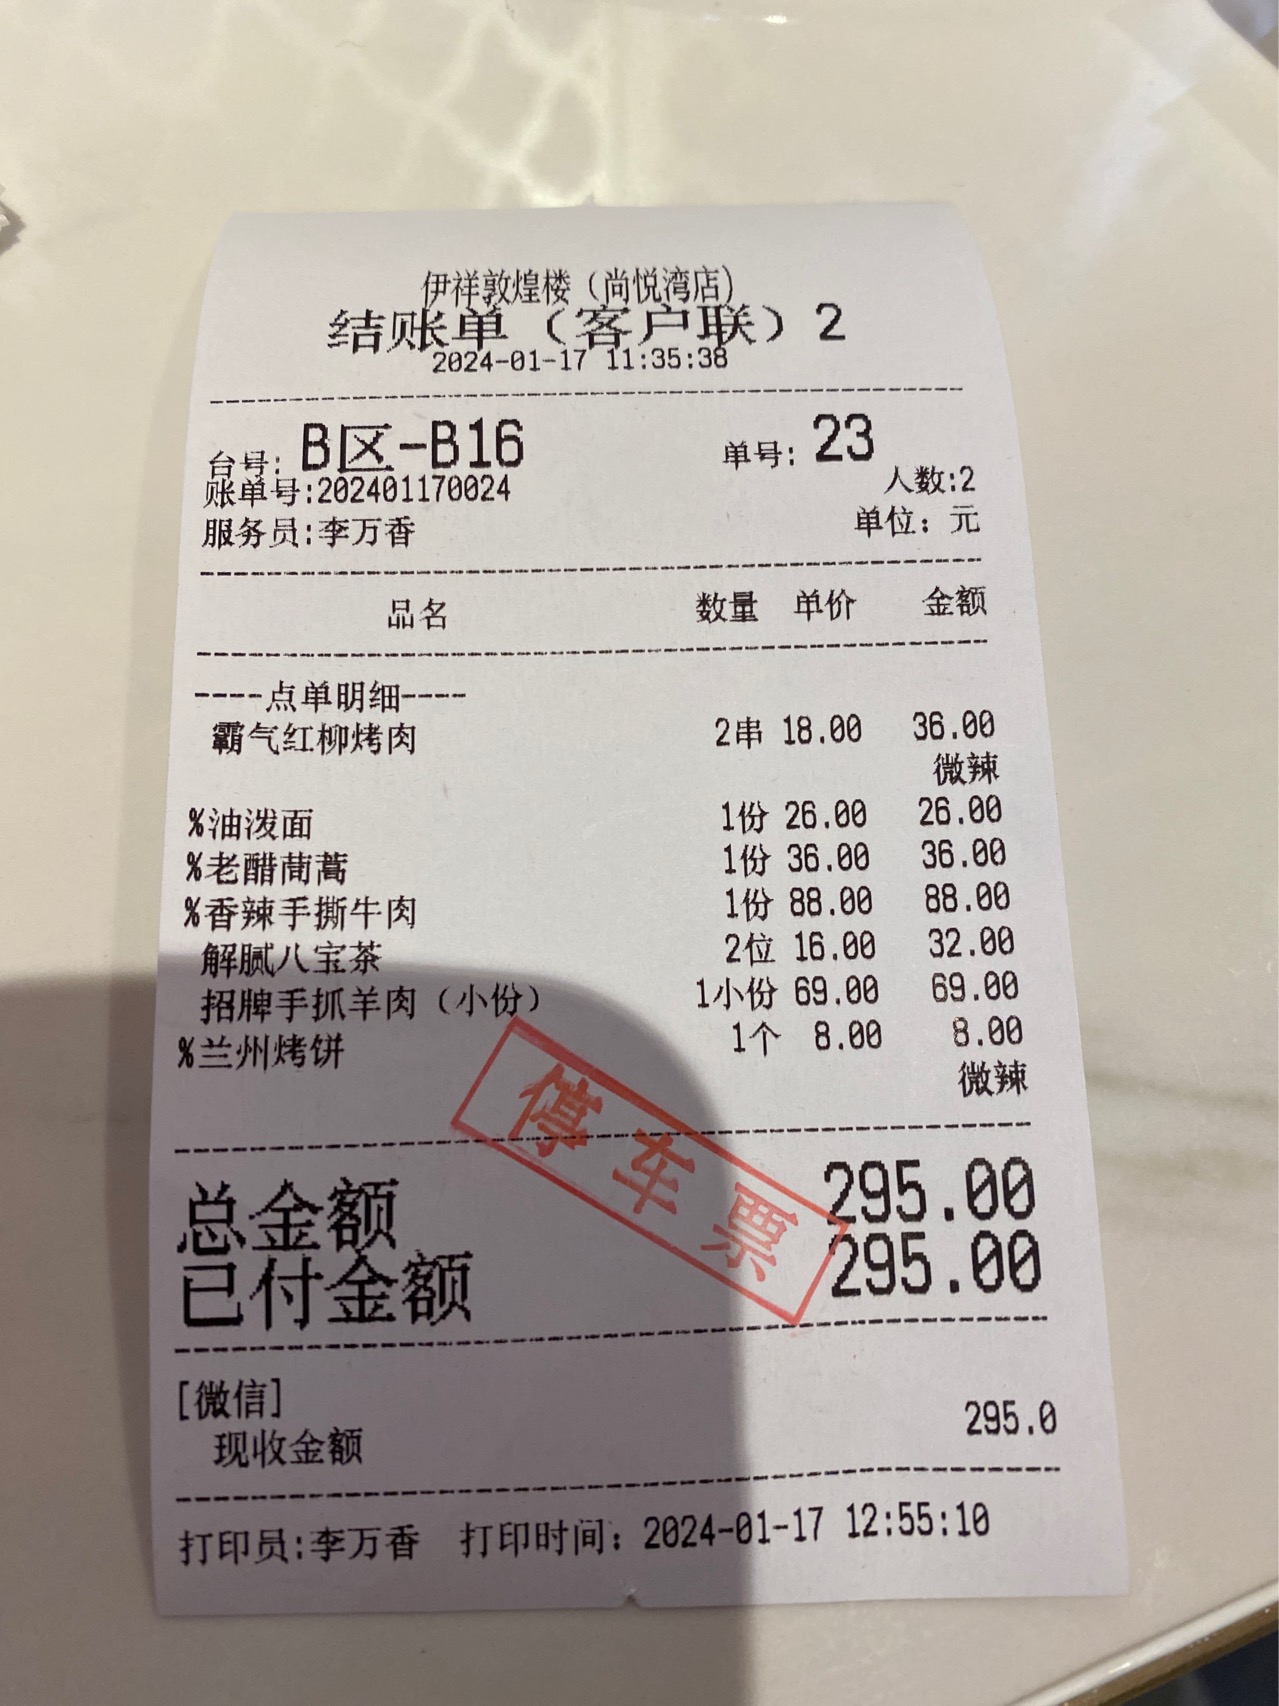 伊祥敦煌楼（尚悦湾店）
结账单（客户联）2
2024-01-17 11:35:38
台号: B区-B16 单号: 23
账单号:202401170024 人数:2
服务员:李万香 单位: 元
品名 数量 单价 金额
----点单明细----
霸气红柳烤肉 2串 18.00 36.00
微辣
%油泼面 1份 26.00 26.00
%老醋茼蒿 1份 36.00 36.00
%香辣手撕牛肉 1份 88.00 88.00
解腻八宝茶 2位 16.00 32.00
招牌手抓羊肉（小份） 1小份 69.00 69.00
%兰州烤饼 1个 8.00 8.00
微辣
停车票
总金额 295.00
已付金额 295.00
[微信]
现收金额 295.0
打印员:李万香 打印时间: 2024-01-17 12:55:10